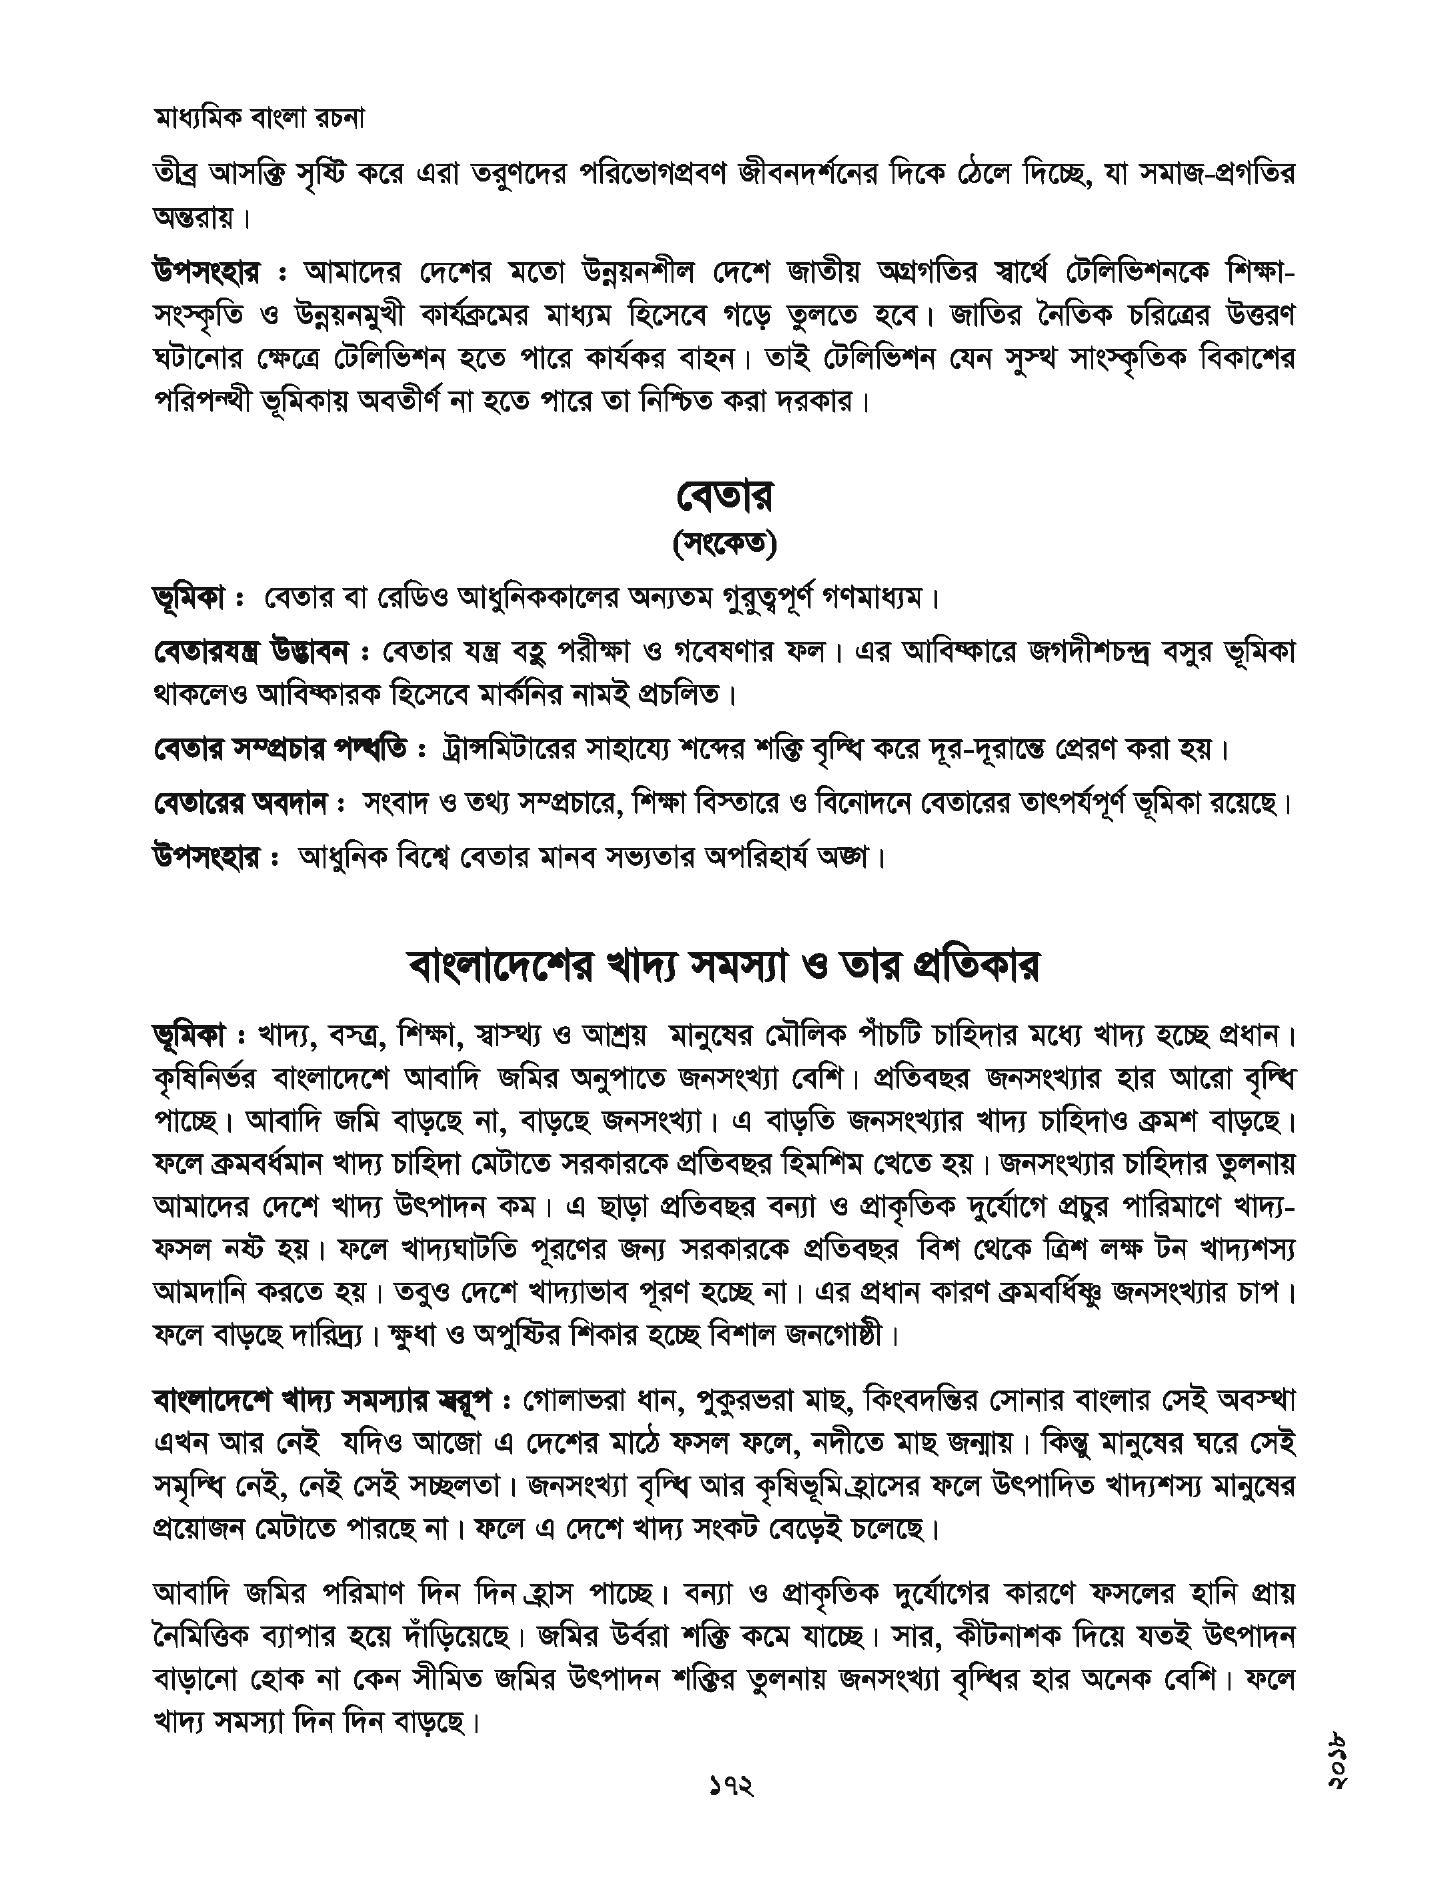 মাধ্যমিক বাংলা রচনা
তীব্র আসক্তি সৃষ্টি করে এরা তরুণদের পরিভোগপ্রবণ জীবনদর্শনের দিকে ঠেলে দিচ্ছে, যা সমাজ-প্রগতির
অন্তরায়।
উপসংহার : আমাদের দেশের মতো উন্নয়নশীল দেশে জাতীয় অগ্রগতির স্বার্থে টেলিভিশনকে শিক্ষা-
সংস্কৃতি ও উন্নয়নমুখী কার্যক্রমের মাধ্যম হিসেবে গড়ে তুলতে হবে। জাতির নৈতিক চরিত্রের উত্তরণ
ঘটানোর ক্ষেত্রে টেলিভিশন হতে পারে কার্যকর বাহন। তাই টেলিভিশন যেন সুস্থ সাংস্কৃতিক বিকাশের
পরিপন্থী ভূমিকায় অবতীর্ণ না হতে পারে তা নিশ্চিত করা দরকার।
বেতার
(সংকেত)
ভূমিকা : বেতার বা রেডিও আধুনিককালের অন্যতম গুরুত্বপূর্ণ গণমাধ্যম।
বেতারযন্ত্র উদ্ভাবন : বেতার যন্ত্র বহু পরীক্ষা ও গবেষণার ফল। এর আবিষ্কারে জগদীশচন্দ্র বসুর ভূমিকা
থাকলেও আবিষ্কারক হিসেবে মার্কনির নামই প্রচলিত।
বেতার সম্প্রচার পদ্ধতি : ট্রান্সমিটারের সাহায্যে শব্দের শক্তি বৃদ্ধি করে দূর-দূরান্তে প্রেরণ করা হয়।
বেতারের অবদান : সংবাদ ও তথ্য সম্প্রচারে, শিক্ষা বিস্তারে ও বিনোদনে বেতারের তাৎপর্যপূর্ণ ভূমিকা রয়েছে।
উপসংহার : আধুনিক বিশ্বে বেতার মানব সভ্যতার অপরিহার্য অঙ্গ।
বাংলাদেশের খাদ্য সমস্যা ও তার প্রতিকার
ভূমিকা : খাদ্য, বস্ত্র, শিক্ষা, স্বাস্থ্য ও আশ্রয় মানুষের মৌলিক পাঁচটি চাহিদার মধ্যে খাদ্য হচ্ছে প্রধান।
কৃষিনির্ভর বাংলাদেশে আবাদি জমির অনুপাতে জনসংখ্যা বেশি। প্রতিবছর জনসংখ্যার হার আরো বৃদ্ধি
পাচ্ছে। আবাদি জমি বাড়ছে না, বাড়ছে জনসংখ্যা। এ বাড়তি জনসংখ্যার খাদ্য চাহিদাও ক্রমশ বাড়ছে।
ফলে ক্রমবর্ধমান খাদ্য চাহিদা মেটাতে সরকারকে প্রতিবছর হিমশিম খেতে হয়। জনসংখ্যার চাহিদার তুলনায়
আমাদের দেশে খাদ্য উৎপাদন কম। এ ছাড়া প্রতিবছর বন্যা ও প্রাকৃতিক দুর্যোগে প্রচুর পারিমাণে খাদ্য-
ফসল নষ্ট হয়। ফলে খাদ্যঘাটতি পূরণের জন্য সরকারকে প্রতিবছর বিশ থেকে ত্রিশ লক্ষ টন খাদ্যশস্য
আমদানি করতে হয়। তবুও দেশে খাদ্যাভাব পূরণ হচ্ছে না। এর প্রধান কারণ ক্রমবর্ধিষ্ণু জনসংখ্যার চাপ।
ফলে বাড়ছে দারিদ্র্য। ক্ষুধা ও অপুষ্টির শিকার হচ্ছে বিশাল জনগোষ্ঠী।
বাংলাদেশে খাদ্য সমস্যার স্বরূপ : গোলাভরা ধান, পুকুরভরা মাছ, কিংবদন্তির সোনার বাংলার সেই অবস্থা
এখন আর নেই যদিও আজো এ দেশের মাঠে ফসল ফলে, নদীতে মাছ জন্মায়। কিন্তু মানুষের ঘরে সেই
সমৃদ্ধি নেই, নেই সেই সচ্ছলতা। জনসংখ্যা বৃদ্ধি আর কৃষিভূমি হ্রাসের ফলে উৎপাদিত খাদ্যশস্য মানুষের
প্রয়োজন মেটাতে পারছে না। ফলে এ দেশে খাদ্য সংকট বেড়েই চলেছে।
আবাদি জমির পরিমাণ দিন দিন হ্রাস পাচ্ছে। বন্যা ও প্রাকৃতিক দুর্যোগের কারণে ফসলের হানি প্রায়
নৈমিত্তিক ব্যাপার হয়ে দাঁড়িয়েছে। জমির উর্বরা শক্তি কমে যাচ্ছে। সার, কীটনাশক দিয়ে যতই উৎপাদন
বাড়ানো হোক না কেন সীমিত জমির উৎপাদন শক্তির তুলনায় জনসংখ্যা বৃদ্ধির হার অনেক বেশি। ফলে
খাদ্য সমস্যা দিন দিন বাড়ছে।
১৭২
২০১৮